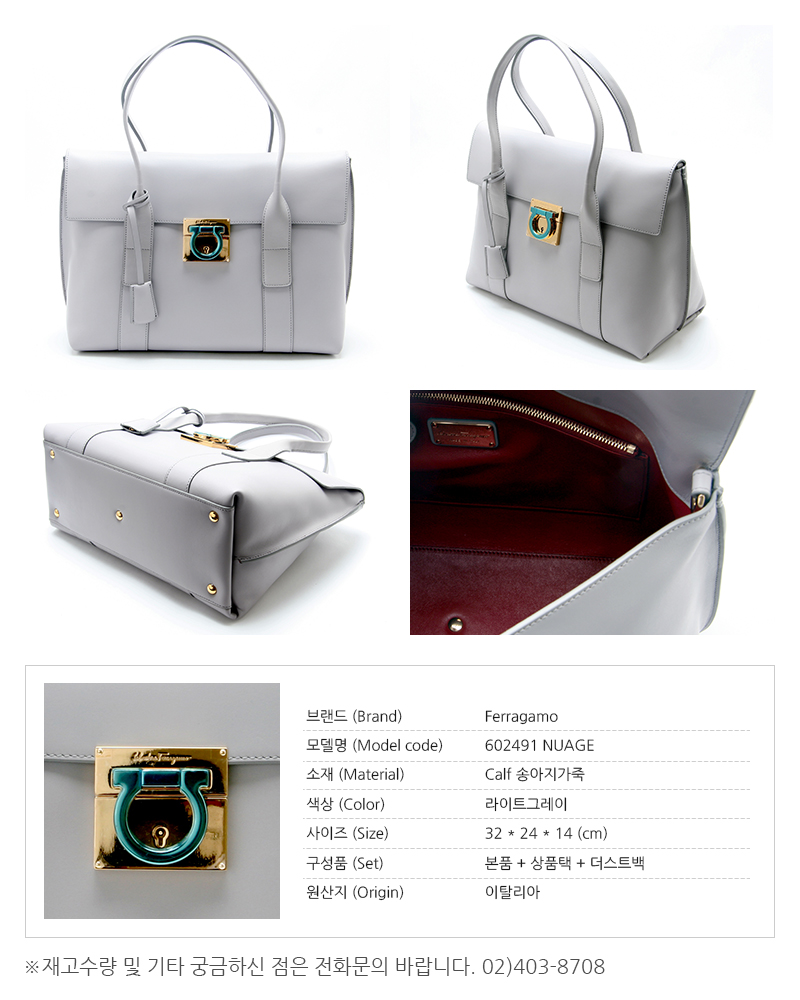 Salvatore Ferragamo
브랜드 (Brand) Ferragamo
모델명 (Model code) 602491 NUAGE
소재 (Material) Calf 송아지가죽
색상 (Color) 라이트그레이
사이즈 (Size) 32 * 24 * 14 (cm)
구성품 (Set) 본품 + 상품택 + 더스트백
원산지 (Origin) 이탈리아
※재고수량 및 기타 궁금하신 점은 전화문의 바랍니다. 02)403-8708